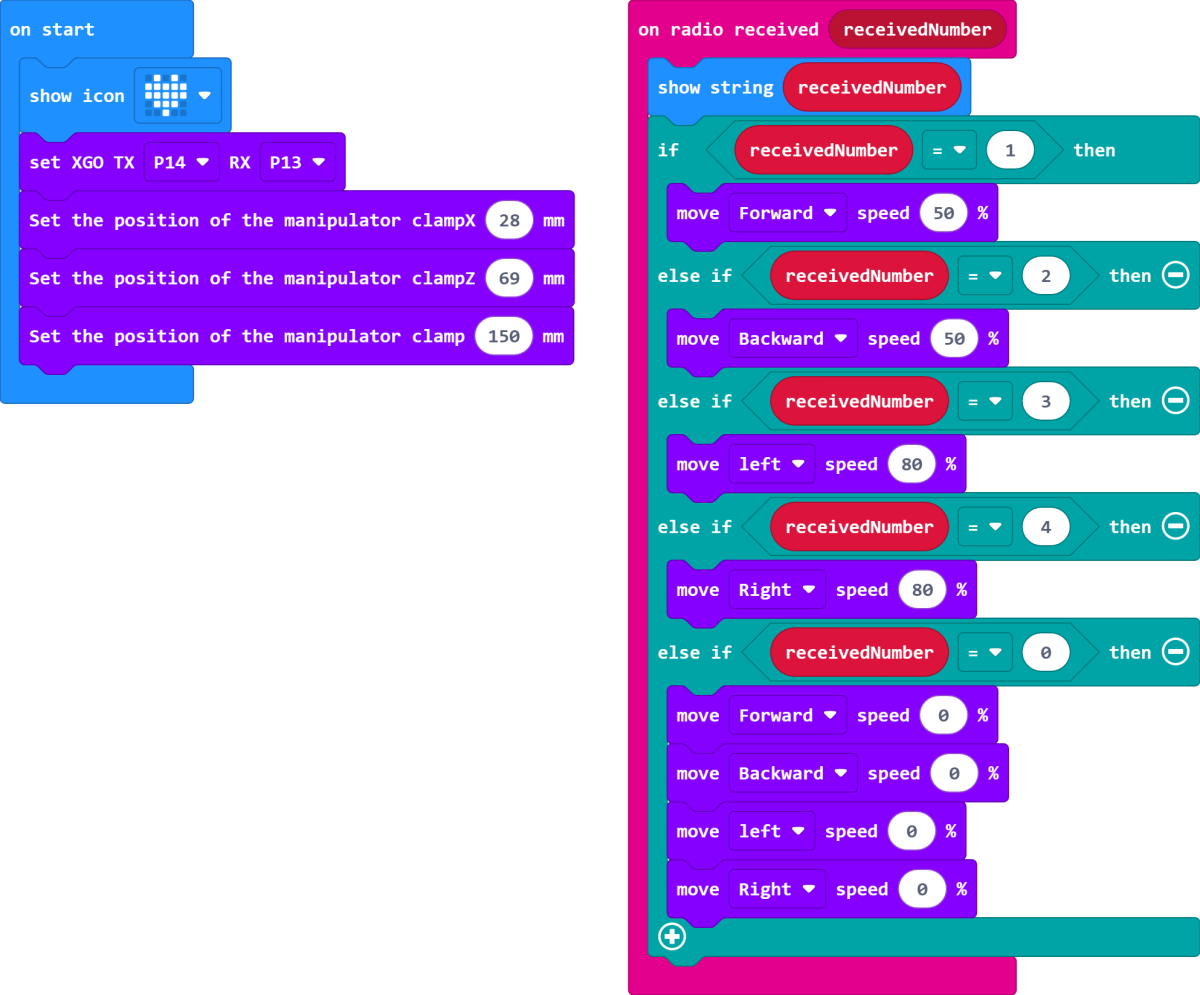 on start
show icon
set XGO TX P14 RX P13
Set the position of the manipulator clampX 28 mm
Set the position of the manipulator clampZ 69 mm
Set the position of the manipulator clamp 150 mm
on radio received receivedNumber
show string receivedNumber
if receivedNumber = 1 then
move Forward speed 50 %
else if receivedNumber = 2 then
move Backward speed 50 %
else if receivedNumber = 3 then
move left speed 80 %
else if receivedNumber = 4 then
move Right speed 80 %
else if receivedNumber = 0 then
move Forward speed 0 %
move Backward speed 0 %
move left speed 0 %
move Right speed 0 %